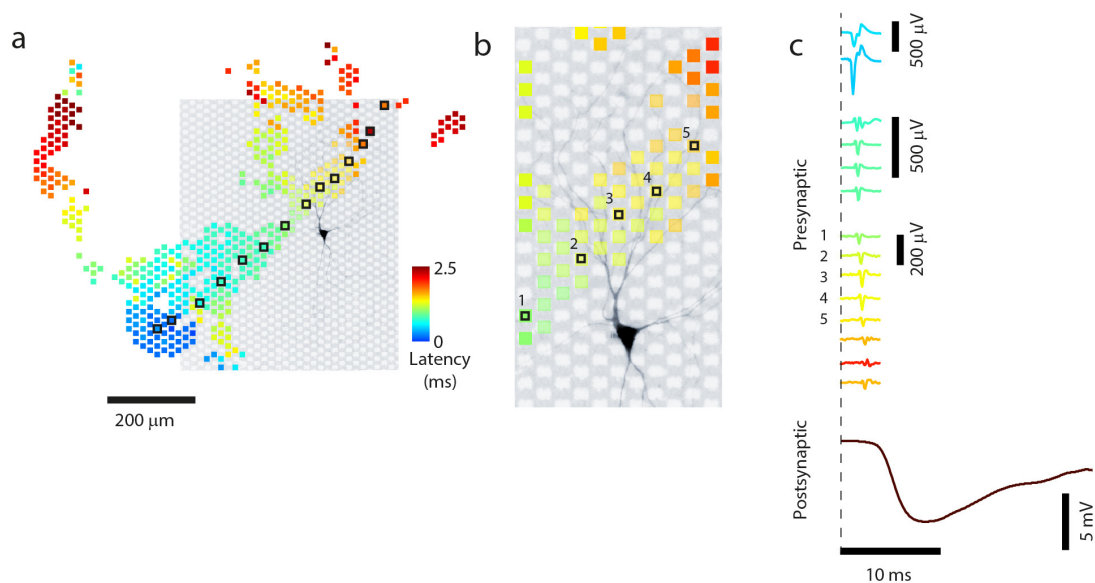 a
b
c
500 μV
500 μV
200 μV
Presynaptic
1
2
3
4
5
Postsynaptic
5 mV
10 ms
5
4
3
2
1
2.5
0
Latency
(ms)
200 μm